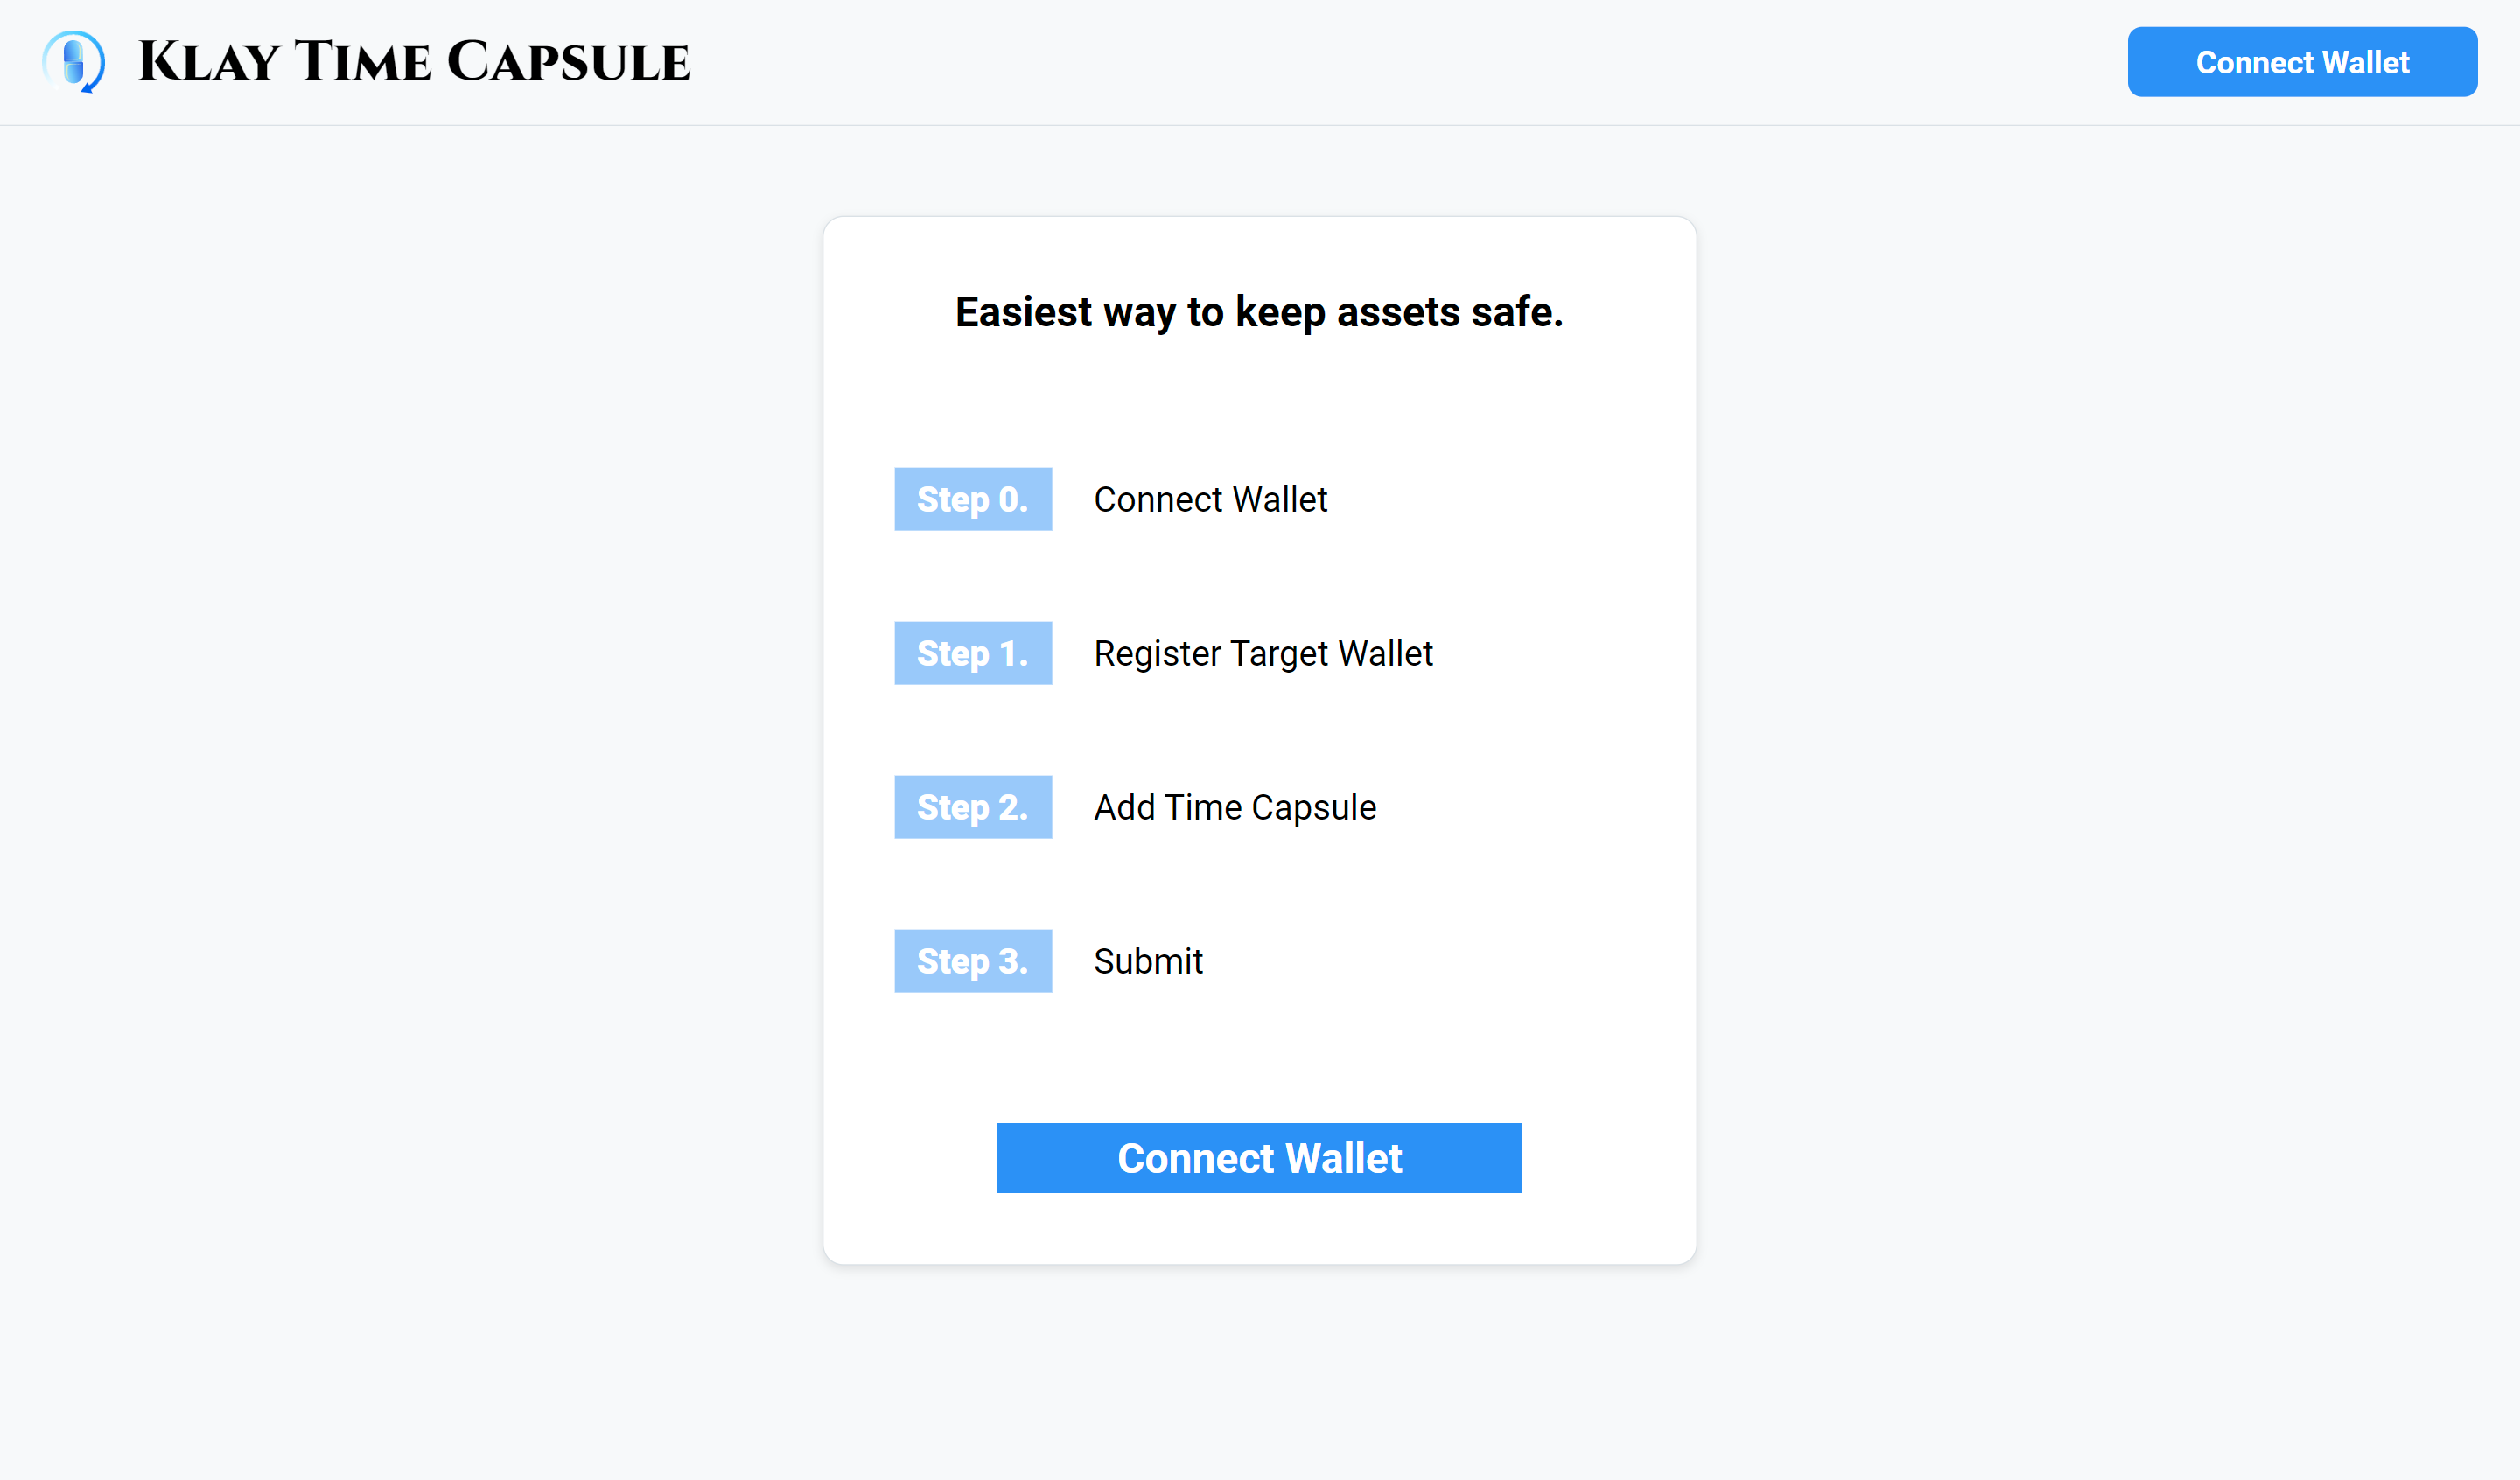 Klay Time Capsule
Connect Wallet
Easiest way to keep assets safe.
Step 0. Connect Wallet
Step 1. Register Target Wallet
Step 2. Add Time Capsule
Step 3. Submit
Connect Wallet